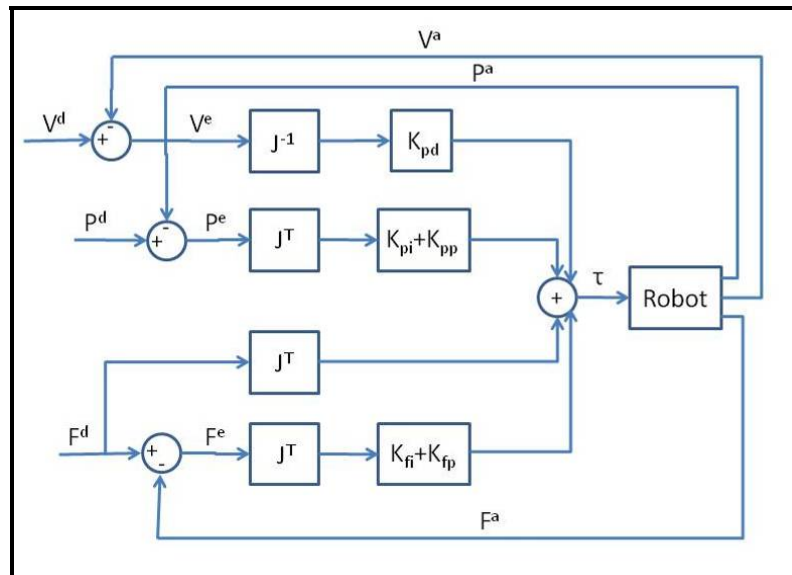 Vᵃ
Pᵃ
Vᵈ + - Vᵉ J⁻¹ K_pd
Pᵈ + - Pᵉ Jᵀ K_pi+K_pp
+ τ Robot
Jᵀ
Fᵈ + - Fᵉ Jᵀ K_fi+K_fp
Fᵃ